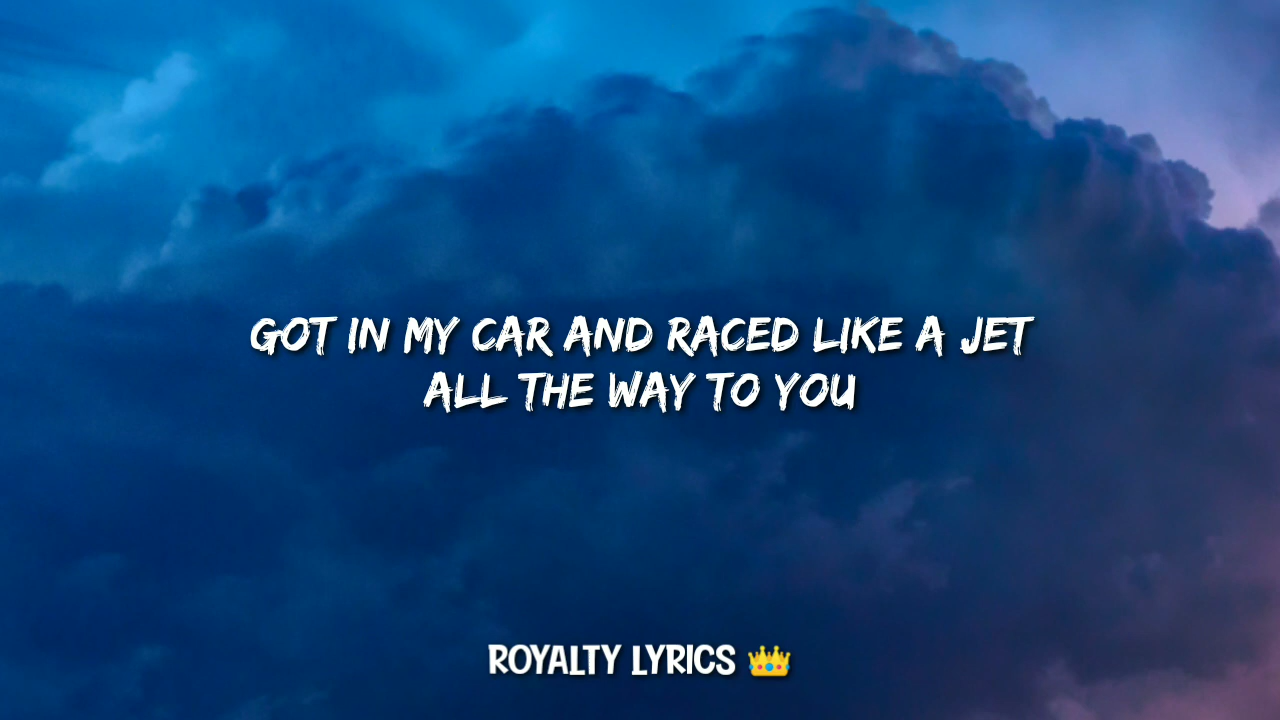 GOT IN MY CAR AND RACED LIKE A JET
ALL THE WAY TO YOU
ROYALTY LYRICS 👑